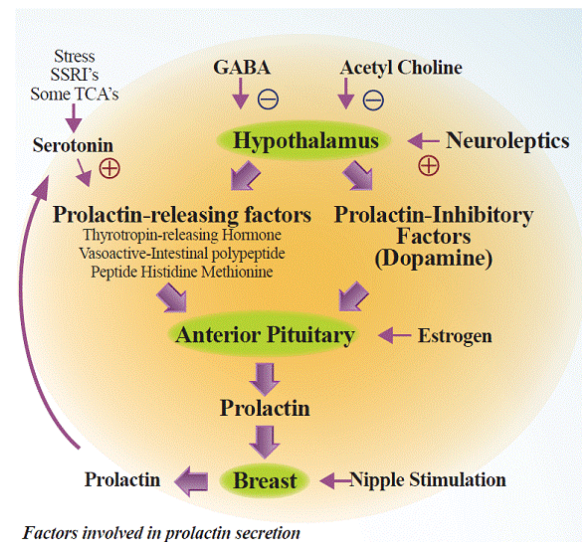 Stress
SSRI's
Some TCA's
GABA
Acetyl Choline
Serotonin
Hypothalamus
Neuroleptics
Prolactin-releasing factors
Thyrotropin-releasing Hormone
Vasoactive-Intestinal polypeptide
Peptide Histidine Methionine
Prolactin-Inhibitory
Factors
(Dopamine)
Anterior Pituitary
Estrogen
Prolactin
Prolactin
Breast
Nipple Stimulation
Factors involved in prolactin secretion